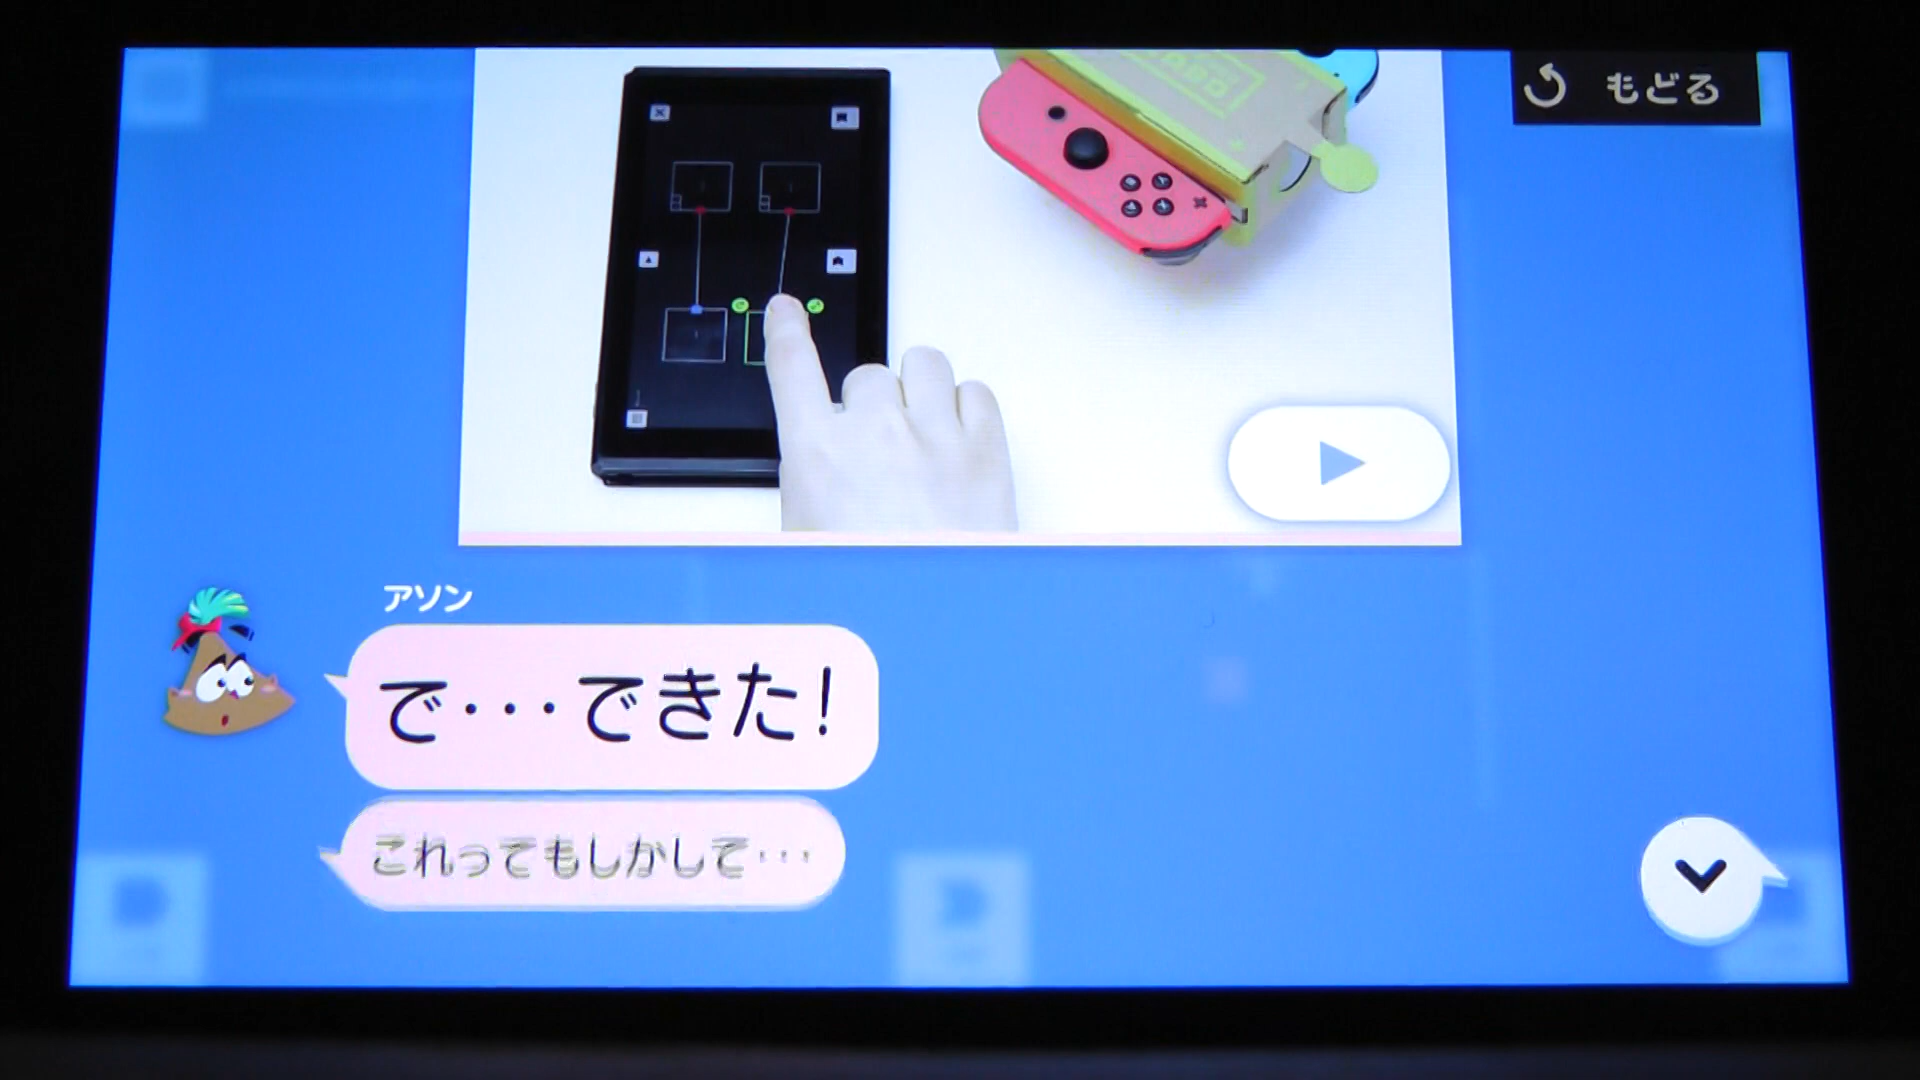 もどる
アソン
で・・・できた!
これってもしかして・・・